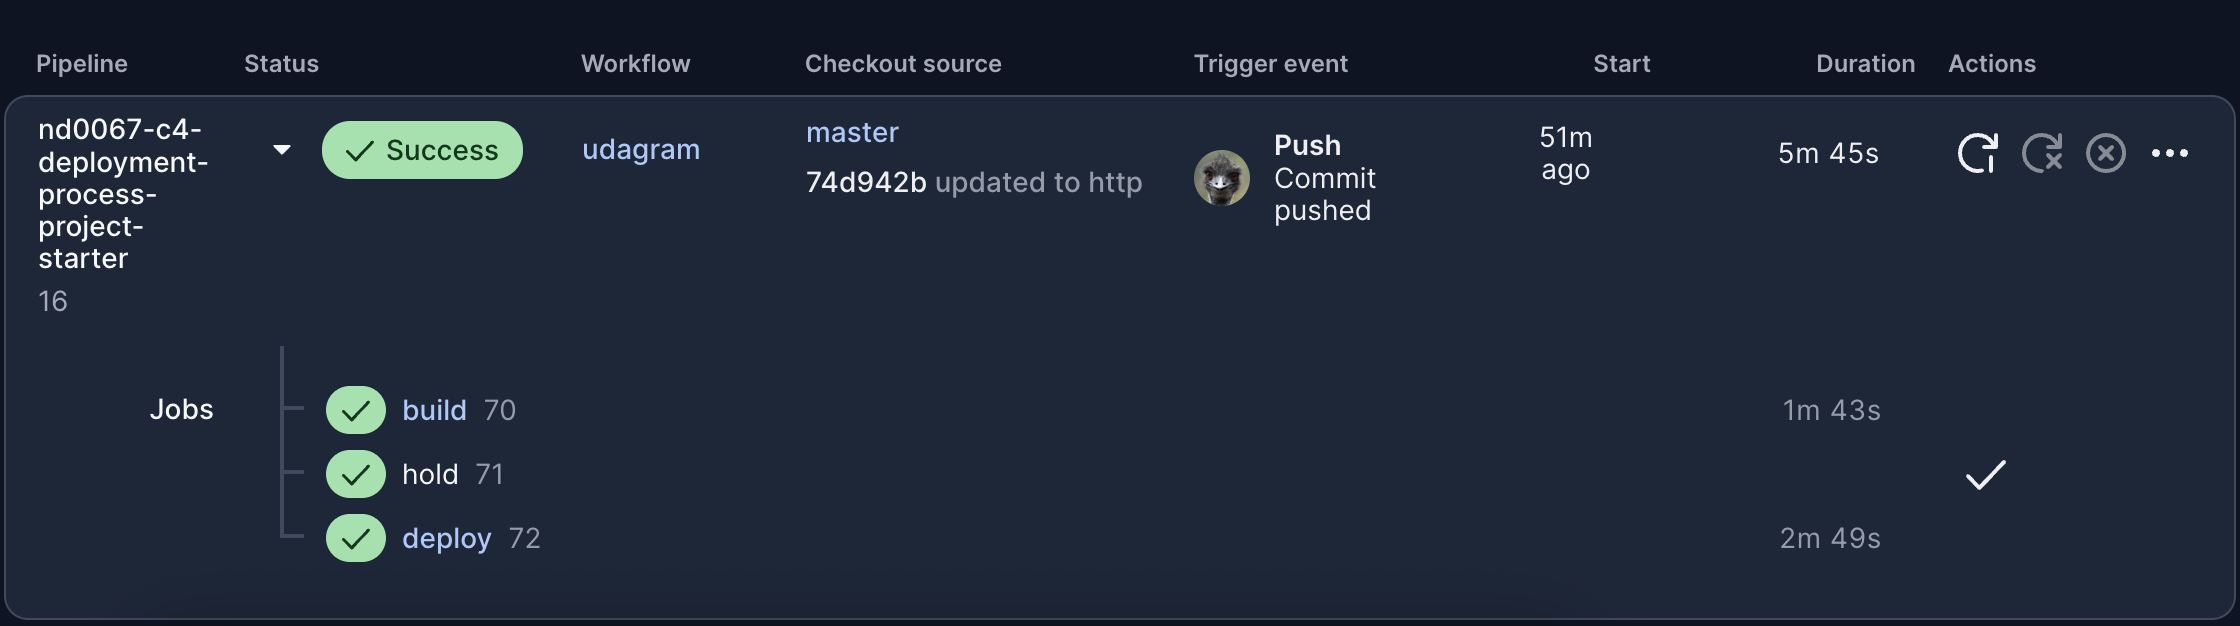 Pipeline Status Workflow Checkout source Trigger event Start Duration Actions
nd0067-c4-
deployment-
process-
project-
starter
16
Success
udagram
master
74d942b updated to http
Push
Commit
pushed
51m
ago
5m 45s
Jobs
build 70 1m 43s
hold 71
deploy 72 2m 49s